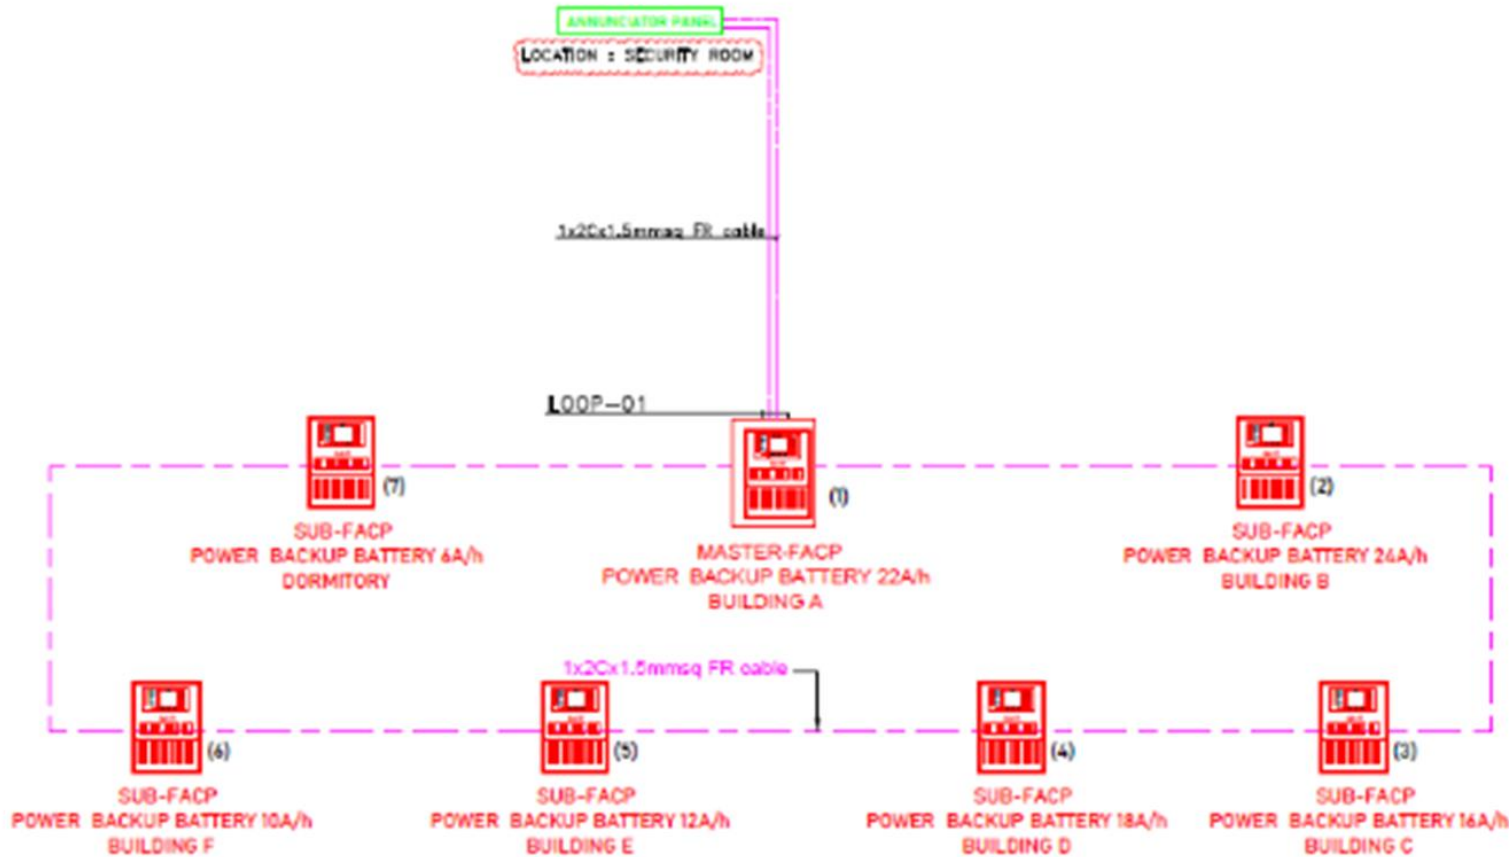 ANNUNCIATOR PANEL
LOCATION : SECURITY ROOM
1x2Cx1.5mmsq FR cable
LOOP-01
(7)
SUB-FACP
POWER BACKUP BATTERY 6A/h
DORMITORY
(1)
MASTER-FACP
POWER BACKUP BATTERY 22A/h
BUILDING A
(2)
SUB-FACP
POWER BACKUP BATTERY 24A/h
BUILDING B
1x2Cx1.5mmsq FR cable
(6)
SUB-FACP
POWER BACKUP BATTERY 10A/h
BUILDING F
(5)
SUB-FACP
POWER BACKUP BATTERY 12A/h
BUILDING E
(4)
SUB-FACP
POWER BACKUP BATTERY 18A/h
BUILDING D
(3)
SUB-FACP
POWER BACKUP BATTERY 16A/h
BUILDING C